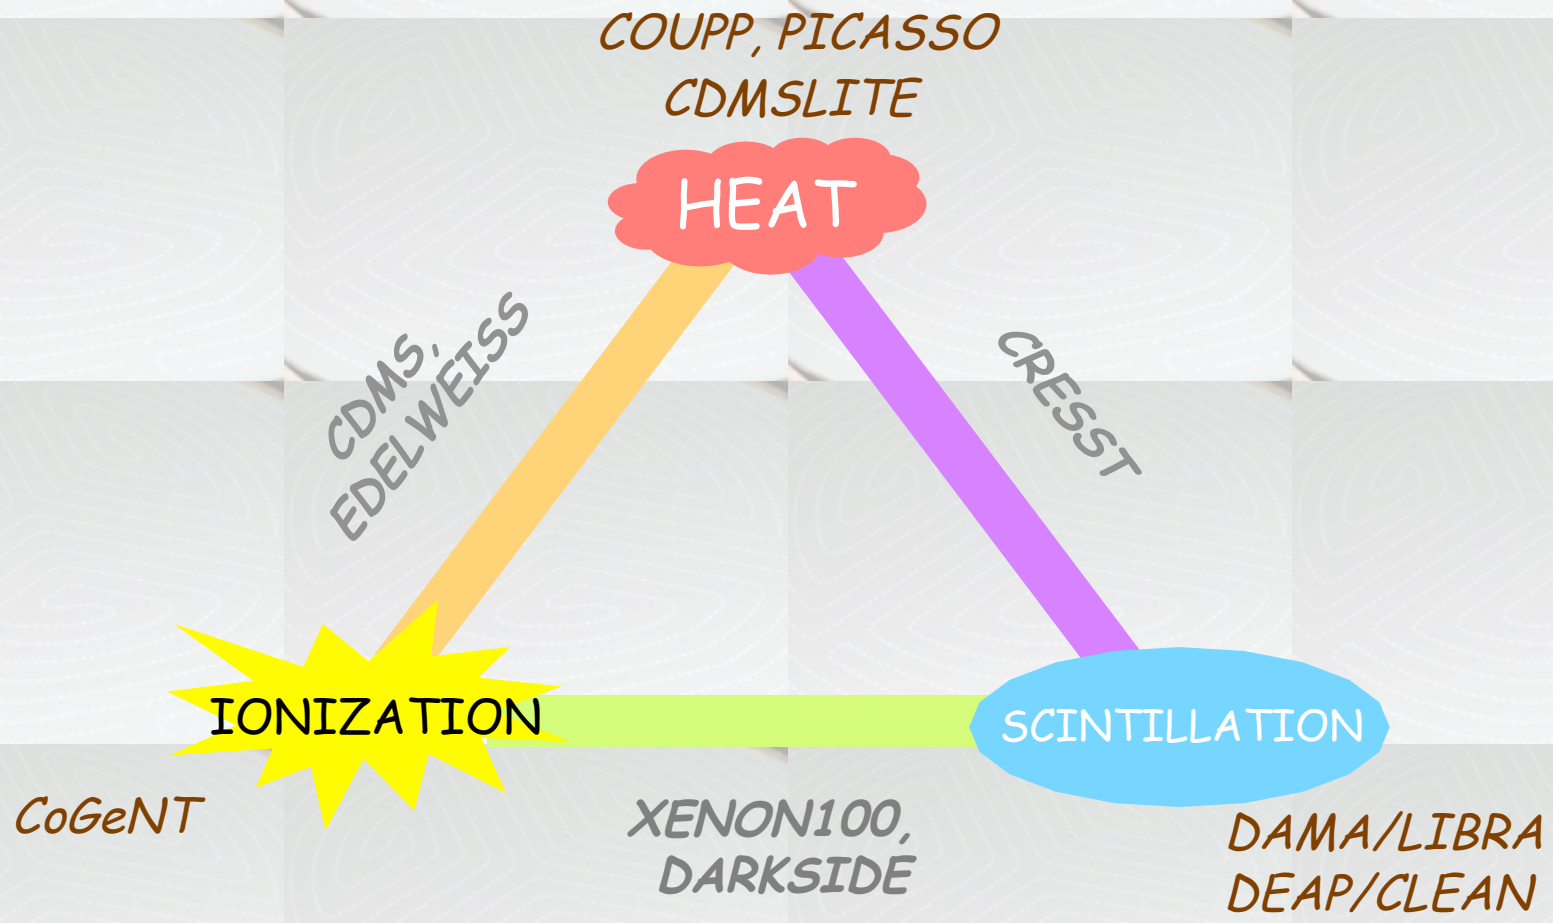 COUPP, PICASSO
CDMSLITE
HEAT
CDMS,
EDELWEISS
CRESST
IONIZATION
SCINTILLATION
CoGeNT
XENON100,
DARKSIDE
DAMA/LIBRA
DEAP/CLEAN